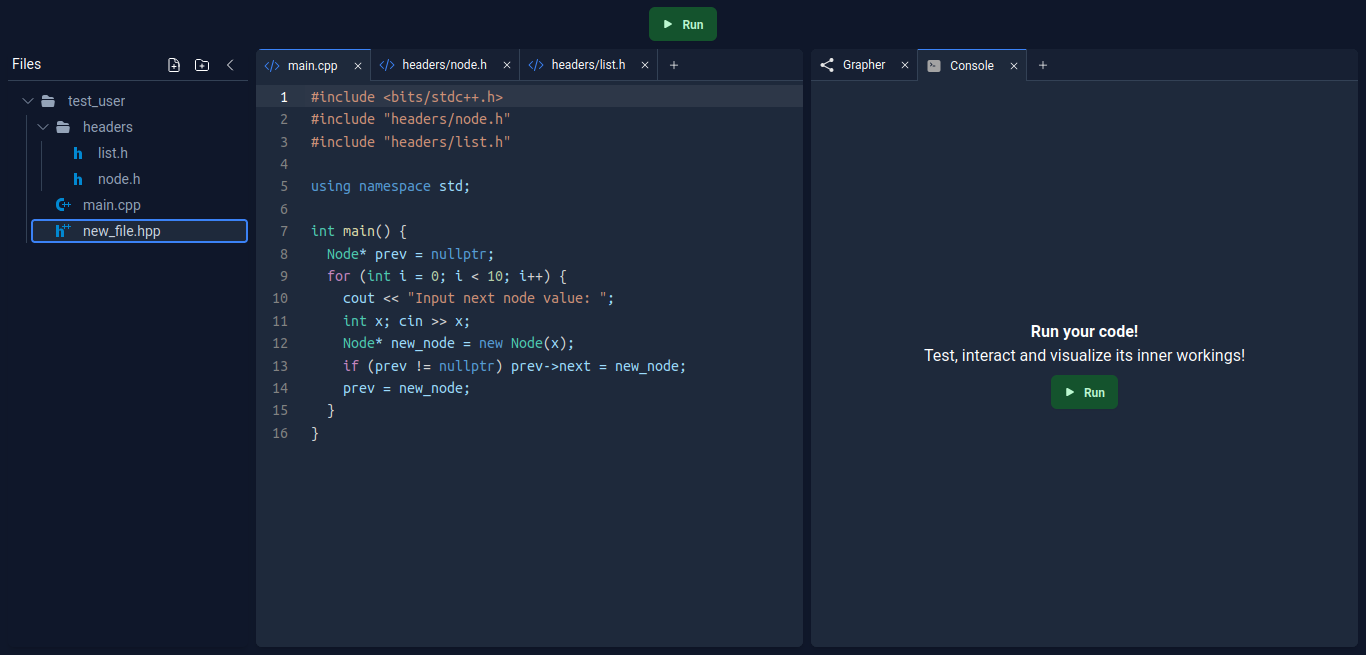 Run
Files
test_user
headers
list.h
node.h
main.cpp
new_file.hpp
main.cpp
headers/node.h
headers/list.h
1 #include <bits/stdc++.h>
2 #include "headers/node.h"
3 #include "headers/list.h"
4
5 using namespace std;
6
7 int main() {
8   Node* prev = nullptr;
9   for (int i = 0; i < 10; i++) {
10     cout << "Input next node value: ";
11     int x; cin >> x;
12     Node* new_node = new Node(x);
13     if (prev != nullptr) prev->next = new_node;
14     prev = new_node;
15   }
16 }
Grapher
Console
Run your code!
Test, interact and visualize its inner workings!
Run